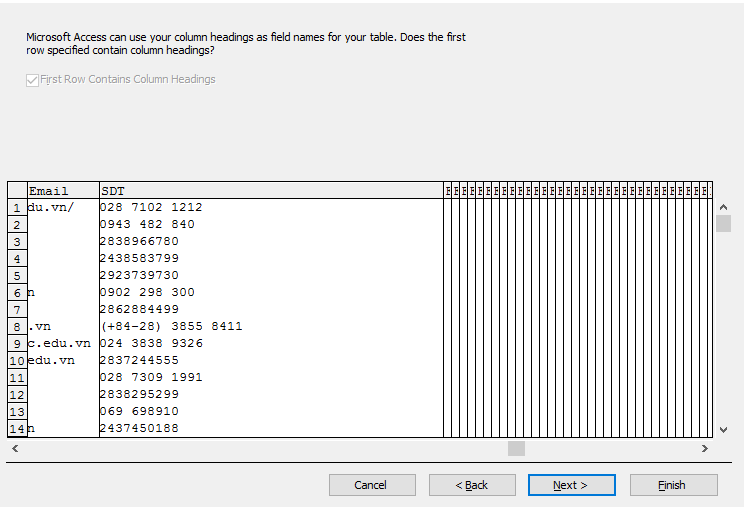 Microsoft Access can use your column headings as field names for your table. Does the first
row specified contain column headings?
First Row Contains Column Headings
Email SDT
1 du.vn/ 028 7102 1212
2 0943 482 840
3 2838966780
4 2438583799
5 2923739730
6 n 0902 298 300
7 2862884499
8 .vn (+84-28) 3855 8411
9 c.edu.vn 024 3838 9326
10 edu.vn 2837244555
11 028 7309 1991
12 2838295299
13 069 698910
14 n 2437450188
Cancel < Back Next > Finish